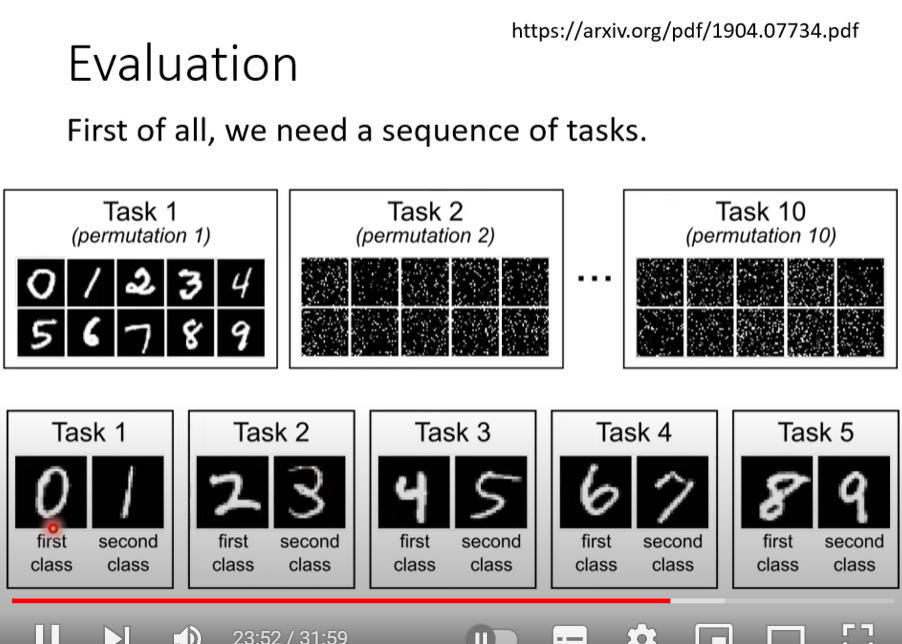 https://arxiv.org/pdf/1904.07734.pdf
Evaluation
First of all, we need a sequence of tasks.
Task 1
(permutation 1)
0 1 2 3 4
5 6 7 8 9
Task 2
(permutation 2)
...
Task 10
(permutation 10)
Task 1
0 1
first class second class
Task 2
2 3
first class second class
Task 3
4 5
first class second class
Task 4
6 7
first class second class
Task 5
8 9
first class second class
23:52 / 31:59